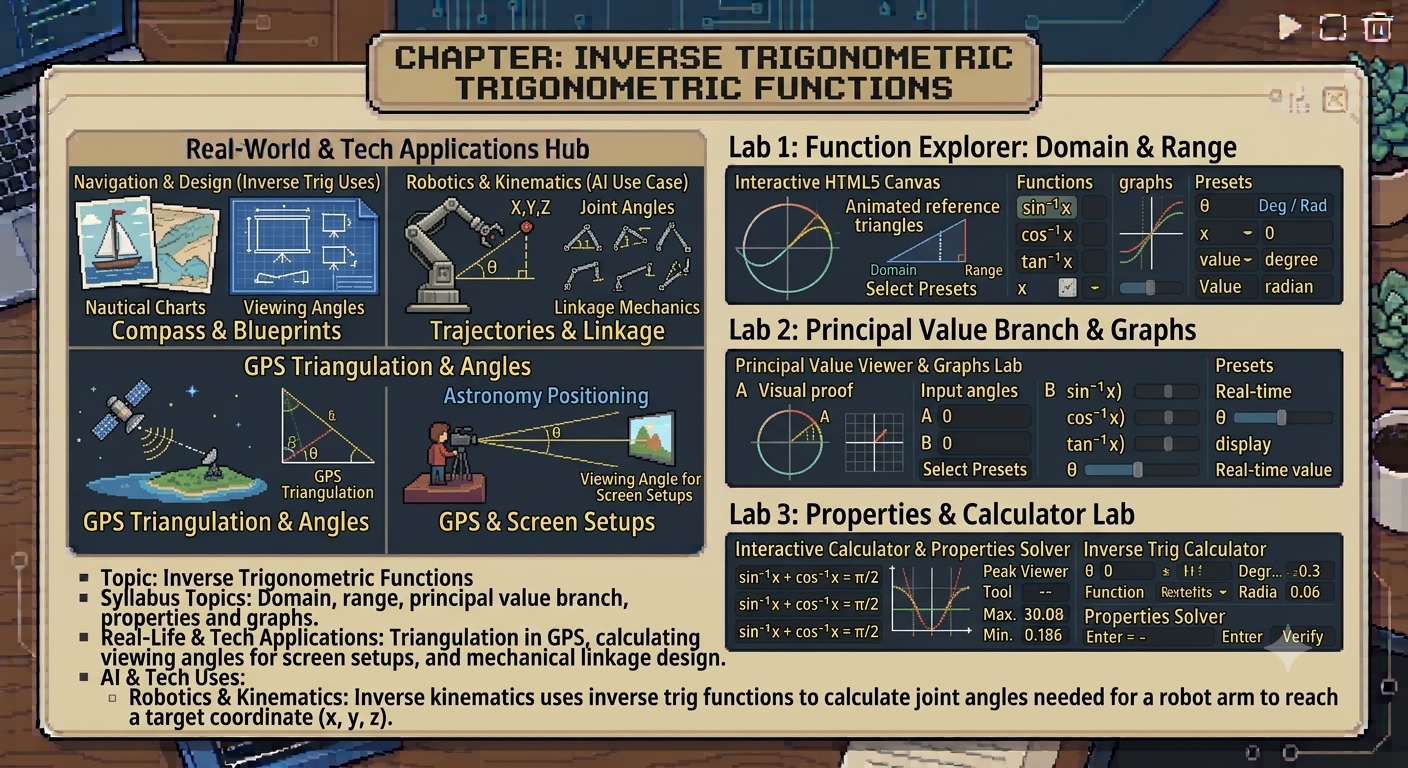 CHAPTER: INVERSE TRIGONOMETRIC
TRIGONOMETRIC FUNCTIONS
Real-World & Tech Applications Hub
Navigation & Design (Inverse Trig Uses)
Nautical Charts
Viewing Angles
Compass & Blueprints
Robotics & Kinematics (AI Use Case)
X,Y,Z
Joint Angles
θ
Linkage Mechanics
Trajectories & Linkage
GPS Triangulation & Angles
θ
GPS
Triangulation
GPS Triangulation & Angles
Astronomy Positioning
θ
Viewing Angle for
Screen Setups
GPS & Screen Setups
▪ Topic: Inverse Trigonometric Functions
▪ Syllabus Topics: Domain, range, principal value branch,
properties and graphs.
▪ Real-Life & Tech Applications: Triangulation in GPS, calculating
viewing angles for screen setups, and mechanical linkage design.
▪ AI & Tech Uses:
▫ Robotics & Kinematics: Inverse kinematics uses inverse trig functions to calculate joint angles needed for a robot arm to reach
a target coordinate (x, y, z).
Lab 1: Function Explorer: Domain & Range
Interactive HTML5 Canvas
Animated reference
triangles
Domain
Range
Select Presets
Functions
sin⁻¹x
cos⁻¹x
tan⁻¹x
x
graphs
Presets
θ Deg / Rad
x 0
value degree
Value radian
Lab 2: Principal Value Branch & Graphs
Principal Value Viewer & Graphs Lab
A Visual proof
A
Input angles
A 0
B 0
Select Presets
B sin⁻¹x)
cos⁻¹x)
tan⁻¹x)
θ
Presets
Real-time
θ
display
Real-time value
Lab 3: Properties & Calculator Lab
Interactive Calculator & Properties Solver
sin⁻¹x + cos⁻¹x = π/2
sin⁻¹x + cos⁻¹x = π/2
sin⁻¹x + cos⁻¹x = π/2
Peak Viewer
Tool --
Max. 30.08
Min. 0.186
Inverse Trig Calculator
θ 0 Degr... 0.3
Function Radia 0.06
Properties Solver
Enter = - Enter Verify